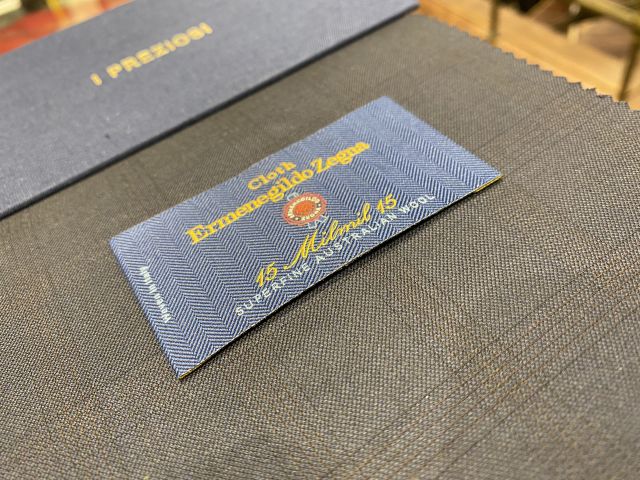 I PREZIOSI
Cloth
Ermenegildo Zegna
15 Milmil 15
SUPERFINE AUSTRALIAN WOOL